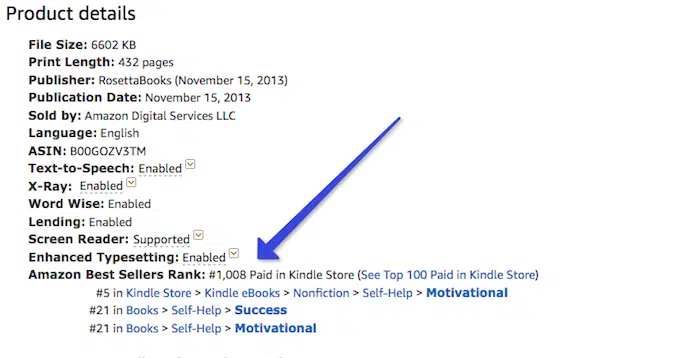 Product details
File Size: 6602 KB
Print Length: 432 pages
Publisher: RosettaBooks (November 15, 2013)
Publication Date: November 15, 2013
Sold by: Amazon Digital Services LLC
Language: English
ASIN: B00GOZV3TM
Text-to-Speech: Enabled
X-Ray: Enabled
Word Wise: Enabled
Lending: Enabled
Screen Reader: Supported
Enhanced Typesetting: Enabled
Amazon Best Sellers Rank: #1,008 Paid in Kindle Store (See Top 100 Paid in Kindle Store)
#5 in Kindle Store > Kindle eBooks > Nonfiction > Self-Help > Motivational
#21 in Books > Self-Help > Success
#21 in Books > Self-Help > Motivational